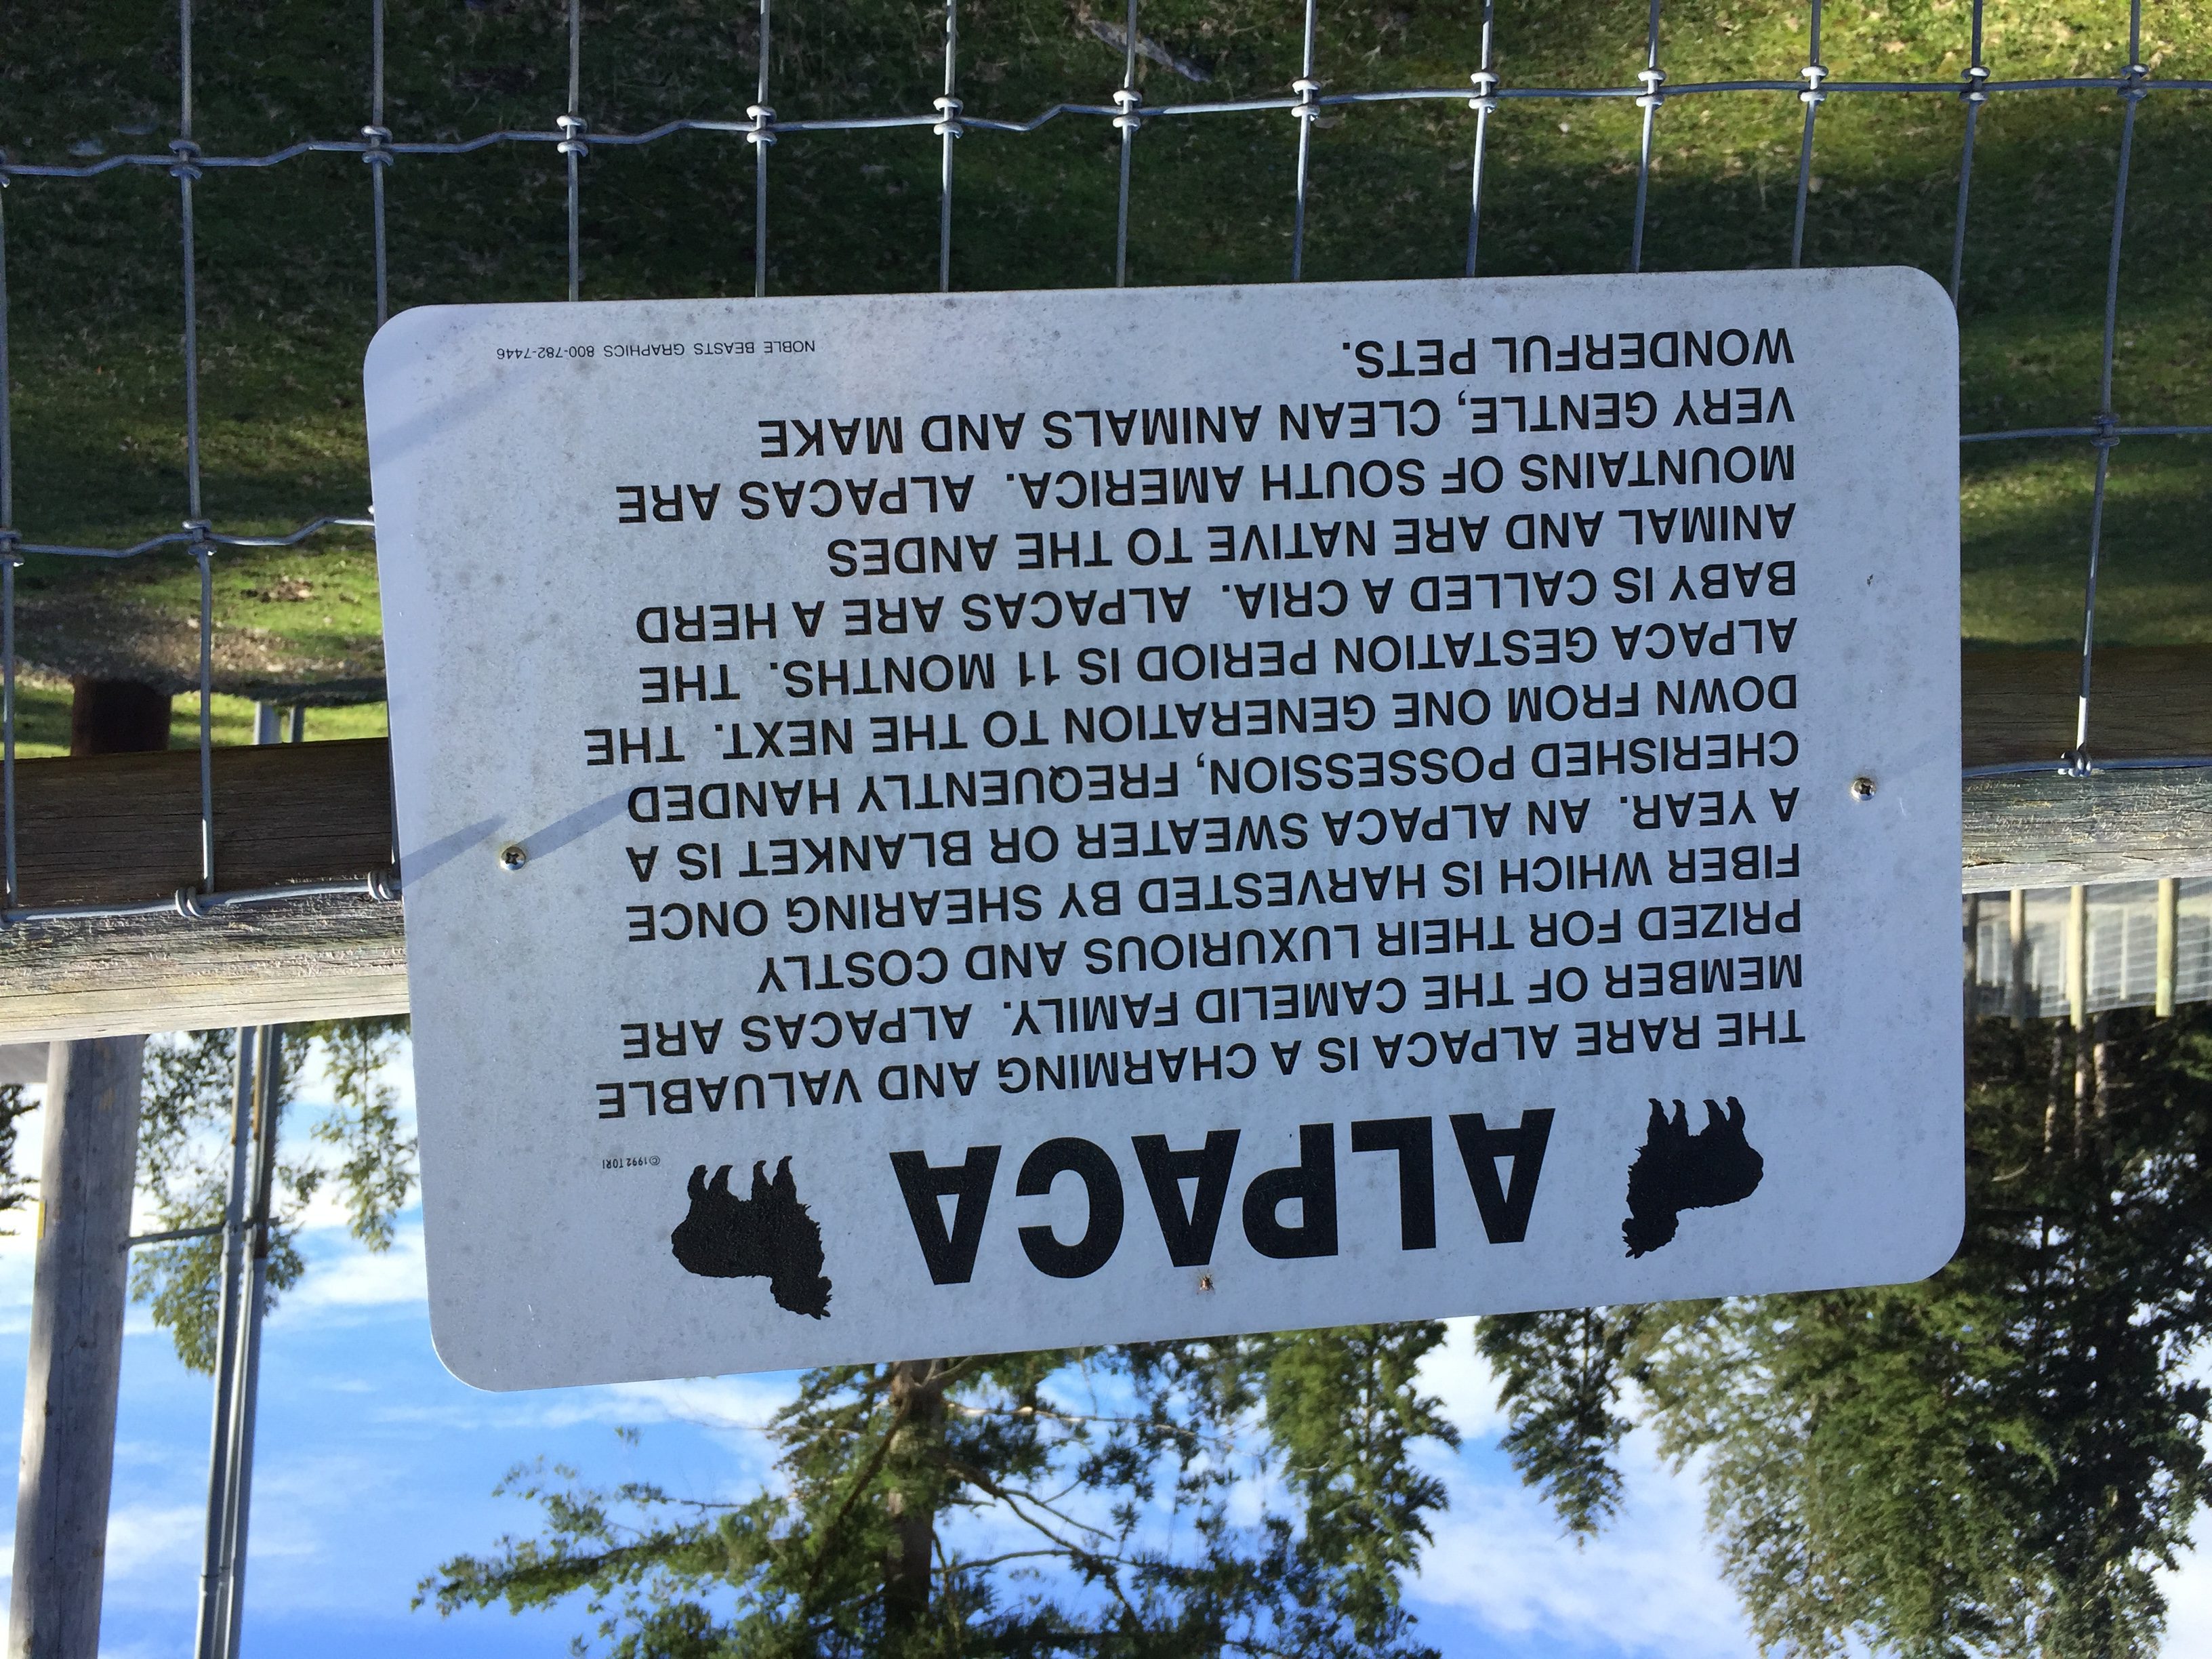 ALPACA
©1992 TORI
THE RARE ALPACA IS A CHARMING AND VALUABLE
MEMBER OF THE CAMELID FAMILY. ALPACAS ARE
PRIZED FOR THEIR LUXURIOUS AND COSTLY
FIBER WHICH IS HARVESTED BY SHEARING ONCE
A YEAR. AN ALPACA SWEATER OR BLANKET IS A
CHERISHED POSSESSION, FREQUENTLY HANDED
DOWN FROM ONE GENERATION TO THE NEXT. THE
ALPACA GESTATION PERIOD IS 11 MONTHS. THE
BABY IS CALLED A CRIA. ALPACAS ARE A HERD
ANIMAL AND ARE NATIVE TO THE ANDES
MOUNTAINS OF SOUTH AMERICA. ALPACAS ARE
VERY GENTLE, CLEAN ANIMALS AND MAKE
WONDERFUL PETS.
NOBLE BEASTS GRAPHICS 800-782-7446